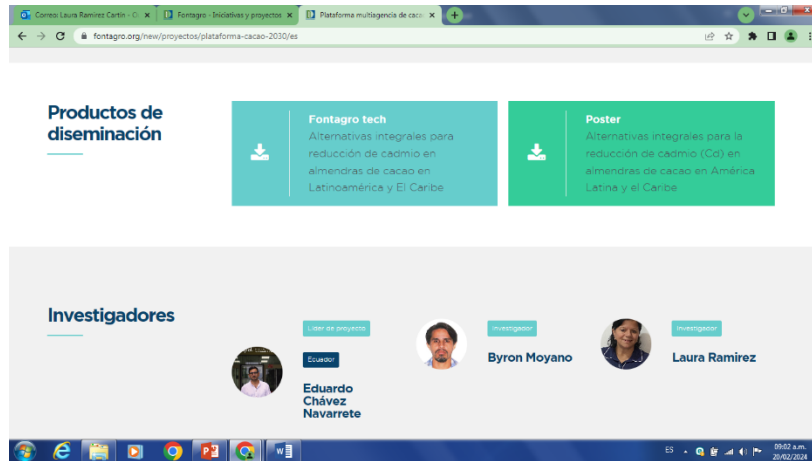 Correo: Laura Ramirez Cartin - O
Fontagro - Iniciativas y proyectos
Plataforma multiagencia de caca
fontagro.org/new/proyectos/plataforma-cacao-2030/es
Productos de
diseminación
Fontagro tech
Alternativas integrales para
reducción de cadmio en
almendras de cacao en
Latinoamérica y El Caribe
Poster
Alternativas integrales para la
reducción de cadmio (Cd) en
almendras de cacao en América
Latina y el Caribe
Investigadores
Líder de proyecto
Ecuador
Eduardo
Chávez
Navarrete
Investigador
Byron Moyano
Investigador
Laura Ramirez
ES
09:02 a.m.
20/02/2024